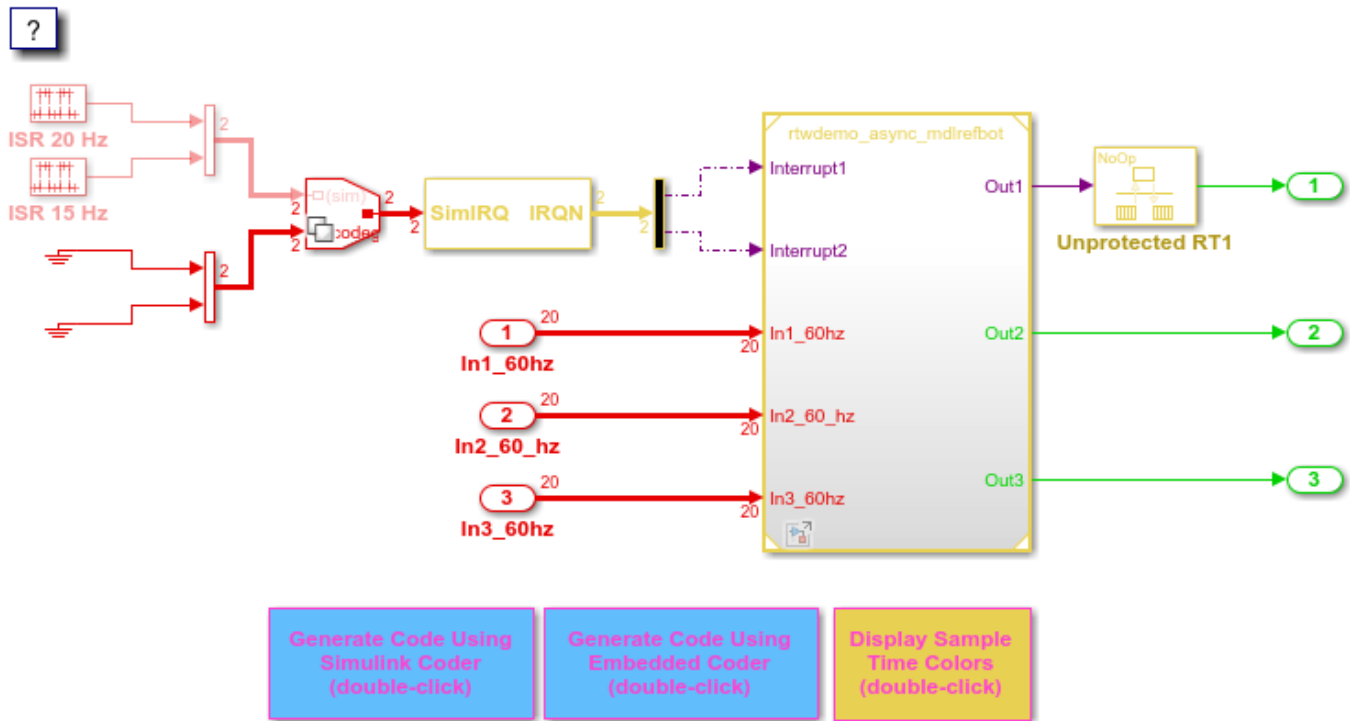 ?
ISR 20 Hz
ISR 15 Hz
2
2
(sim)
codeg
2
2
2
2
SimIRQ IRQN
2
2
rtwdemo_async_mdlrefbot
Interrupt1
Interrupt2
In1_60hz
In2_60_hz
In3_60hz
Out1
Out2
Out3
NoOp
Unprotected RT1
1
2
3
1
20
20
In1_60hz
2
20
20
In2_60_hz
3
20
20
In3_60hz
Generate Code Using
Simulink Coder
(double-click)
Generate Code Using
Embedded Coder
(double-click)
Display Sample
Time Colors
(double-click)